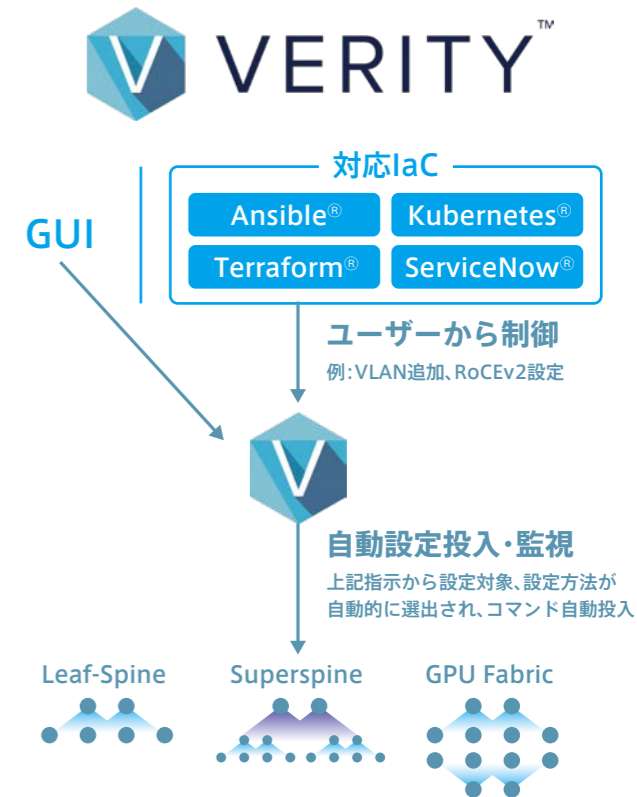 V VERITY™
対応IaC
GUI
Ansible®
Kubernetes®
Terraform®
ServiceNow®
ユーザーから制御
例：VLAN追加、RoCEv2設定
V
自動設定投入・監視
上記指示から設定対象、設定方法が
自動的に選出され、コマンド自動投入
Leaf-Spine
Superspine
GPU Fabric